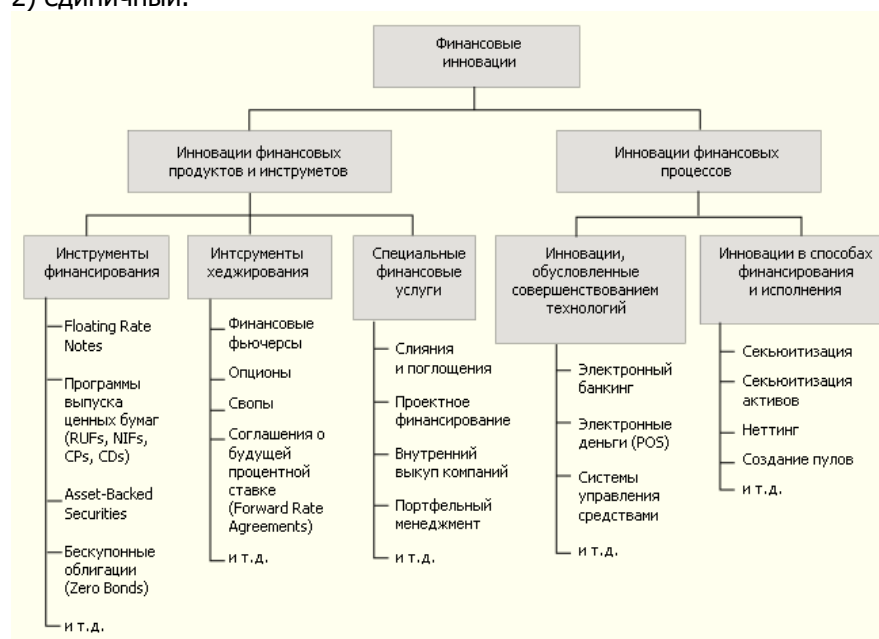 2) единичный.
Финансовые
инновации
Инновации финансовых
продуктов и инструметов
Инновации финансовых
процессов
Инструменты
финансирования
Интсрументы
хеджирования
Специальные
финансовые
услуги
Инновации,
обусловленные
совершенствованием
технологий
Инновации в способах
финансирования
и исполнения
Floating Rate
Notes
Программы
выпуска
ценных бумаг
(RUFs, NIFs,
CPs, CDs)
Asset-Backed
Securities
Бескупонные
облигации
(Zero Bonds)
и т.д.
Финансовые
фьючерсы
Опционы
Свопы
Соглашения о
будущей
процентной
ставке
(Forward Rate
Agreements)
и т.д.
Слияния
и поглощения
Проектное
финансирование
Внутренний
выкуп компаний
Портфельный
менеджмент
и т.д.
Электронный
банкинг
Электронные
деньги (POS)
Системы
управления
средствами
и т.д.
Секьюитизация
Секьюитизация
активов
Неттинг
Создание пулов
и т.д.